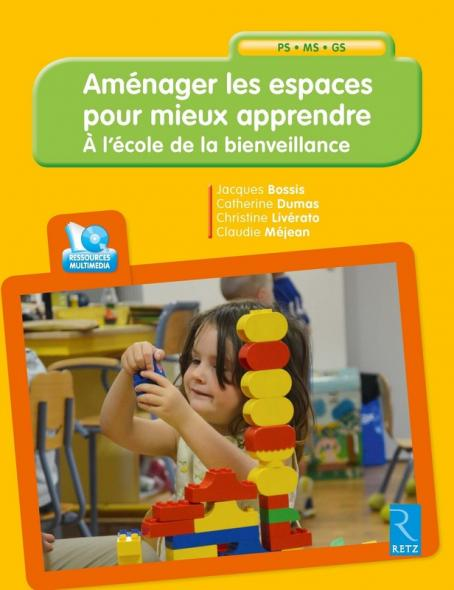 PS • MS • GS
Aménager les espaces
pour mieux apprendre
À l'école de la bienveillance
Jacques Bossis
Catherine Dumas
Christine Livérato
Claudie Méjean
RESSOURCES
MULTIMEDIA
R
RETZ